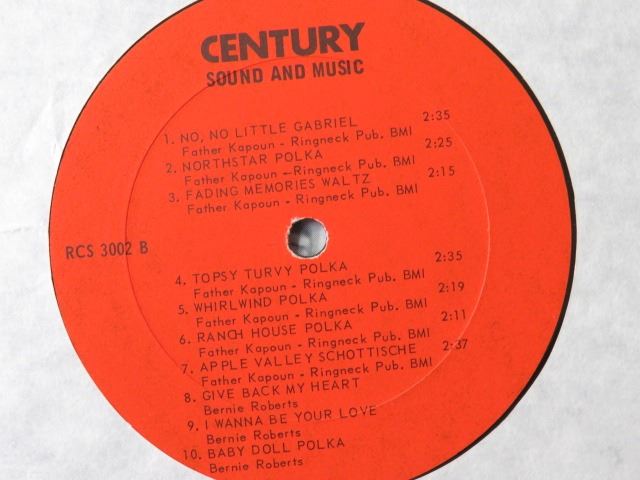 CENTURY
SOUND AND MUSIC
1. NO, NO LITTLE GABRIEL 2:35
Father Kapoun - Ringneck Pub. BMI
2. NORTHSTAR POLKA 2:25
Father Kapoun - Ringneck Pub. BMI
3. FADING MEMORIES WALTZ 2:15
Father Kapoun - Ringneck Pub. BMI
RCS 3002 B
4. TOPSY TURVY POLKA 2:35
Father Kapoun - Ringneck Pub. BMI
5. WHIRLWIND POLKA 2:19
Father Kapoun - Ringneck Pub. BMI
6. RANCH HOUSE POLKA 2:11
Father Kapoun - Ringneck Pub. BMI
7. APPLE VALLEY SCHOTTISCHE 2:37
Father Kapoun - Ringneck Pub. BMI
8. GIVE BACK MY HEART
Bernie Roberts
9. I WANNA BE YOUR LOVE
Bernie Roberts
10. BABY DOLL POLKA
Bernie Roberts